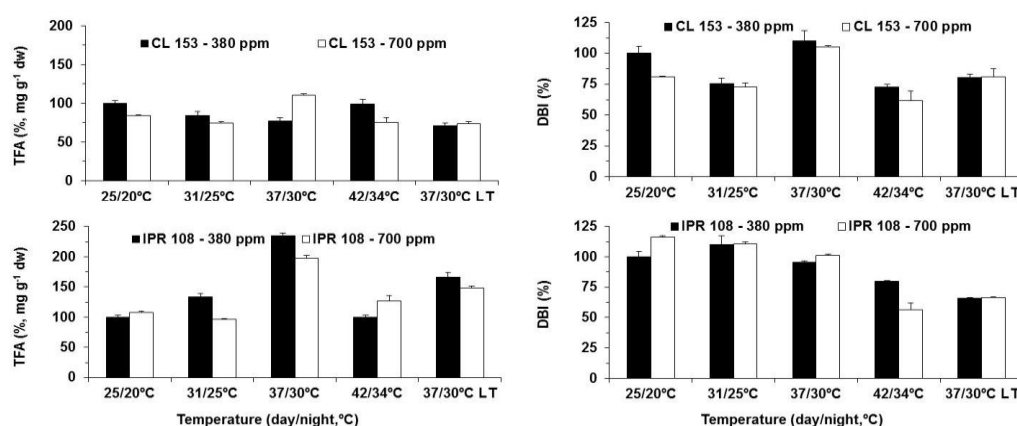 200
150
100
50
0
TFA (%, mg g⁻¹ dw)
CL 153 - 380 ppm
CL 153 - 700 ppm
25/20ºC 31/25ºC 37/30ºC 42/34ºC 37/30ºC LT
125
100
75
50
25
0
DBI (%)
CL 153 - 380 ppm
CL 153 - 700 ppm
25/20ºC 31/25ºC 37/30ºC 42/34ºC 37/30ºC LT
250
200
150
100
50
0
TFA (%, mg g⁻¹ dw)
IPR 108 - 380 ppm
IPR 108 - 700 ppm
25/20ºC 31/25ºC 37/30ºC 42/34ºC 37/30ºC LT
Temperature (day/night,ºC)
125
100
75
50
25
0
DBI (%)
IPR 108 - 380 ppm
IPR 108 - 700 ppm
25/20ºC 31/25ºC 37/30ºC 42/34ºC 37/30ºC LT
Temperature (day/night,ºC)